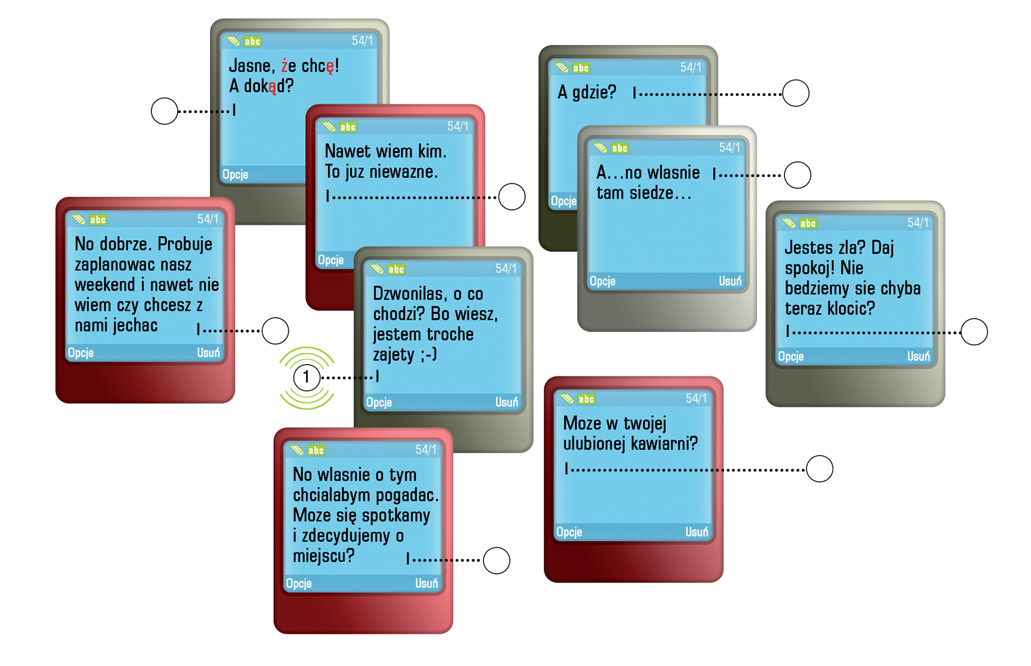 abc 54/1
Jasne, że chcę!
A dokąd?
Opcje
abc 54/1
Nawet wiem kim.
To juz niewazne.
Opcje
abc 54/1
No dobrze. Probuje
zaplanowac nasz
weekend i nawet nie
wiem czy chcesz z
nami jechac
Opcje Usuń
abc 54/1
Dzwonilas, o co
chodzi? Bo wiesz,
jestem troche
zajety ;-)
Opcje Usuń
1
abc 54/1
No wlasnie o tym
chcialabym pogadac.
Moze się spotkamy
i zdecydujemy o
miejscu?
Opcje Usuń
abc 54/1
A gdzie?
Opcje
abc 54/1
A...no wlasnie
tam siedze...
Opcje Usuń
abc 54/1
Jestes zla? Daj
spokoj! Nie
bedziemy sie chyba
teraz klocic?
Opcje Usuń
abc 54/1
Moze w twojej
ulubionej kawiarni?
Opcje Usuń